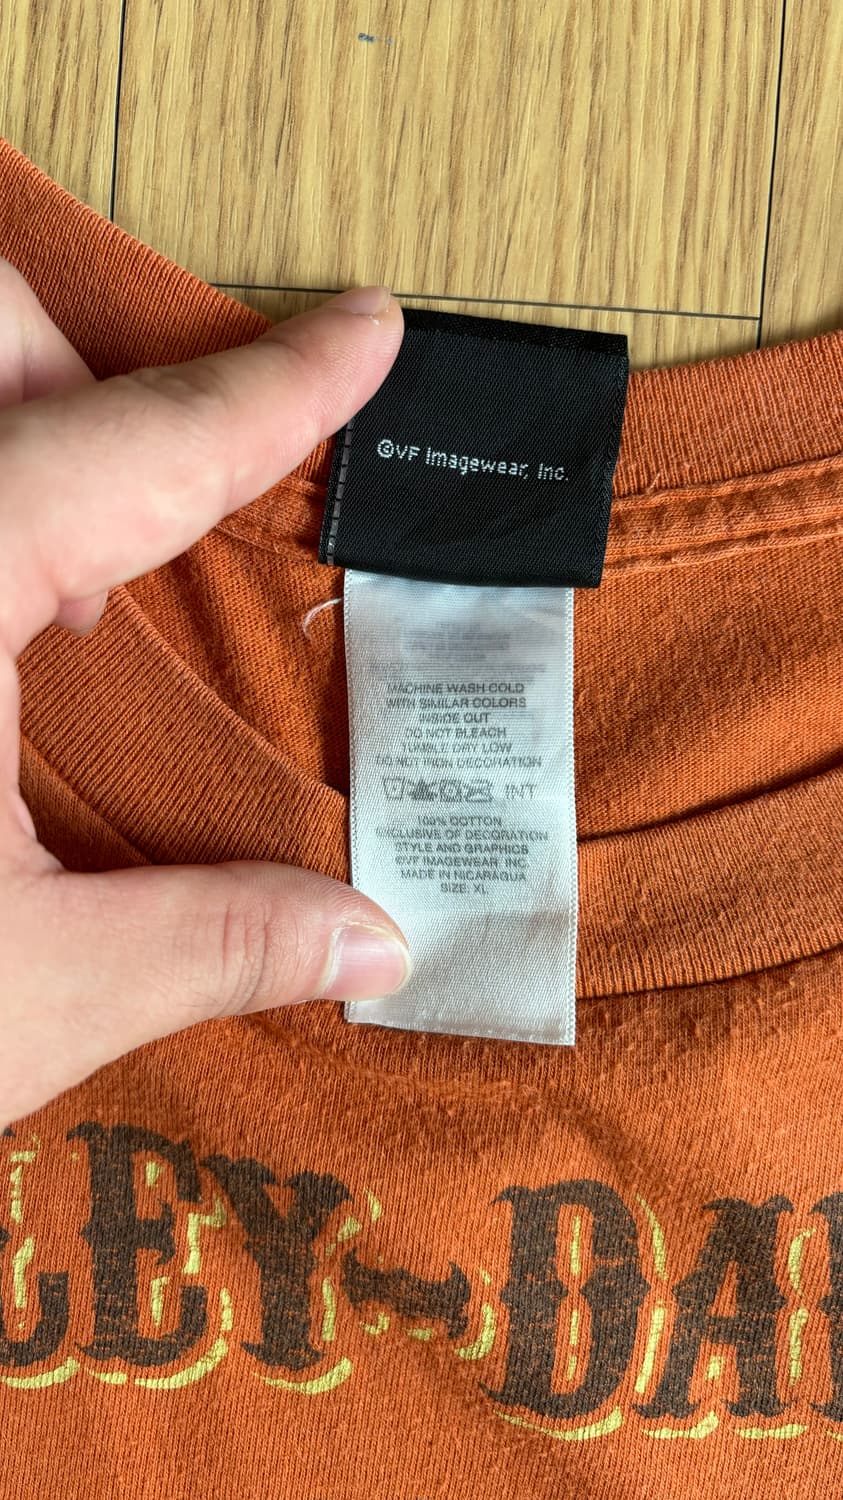 ©VF Imagewear, Inc.
MACHINE WASH COLD
WITH SIMILAR COLORS
INSIDE OUT
DO NOT BLEACH
TUMBLE DRY LOW
DO NOT IRON DECORATION
INT
100% COTTON
EXCLUSIVE OF DECORATION
STYLE AND GRAPHICS
©VF IMAGEWEAR INC
MADE IN NICARAGUA
SIZE: XL
LEY-DAV